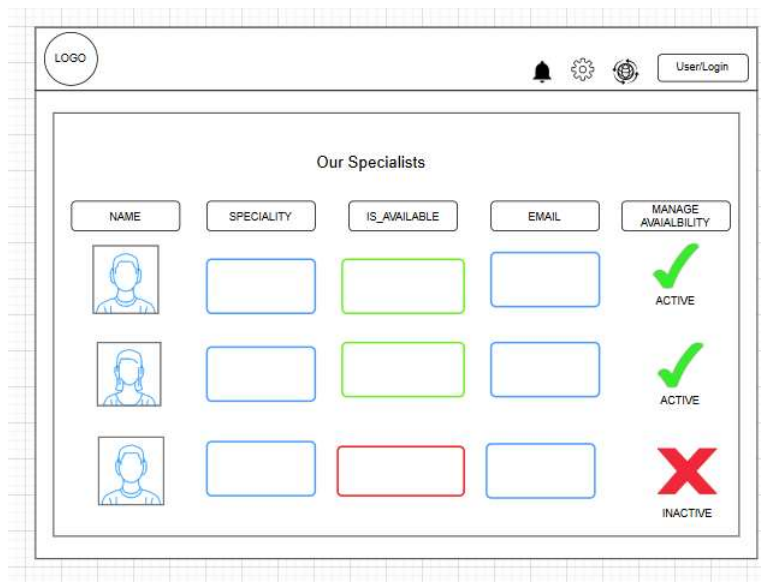 LOGO
User/Login
Our Specialists
NAME
SPECIALITY
IS_AVAILABLE
EMAIL
MANAGE
AVAIALBILITY
ACTIVE
ACTIVE
INACTIVE